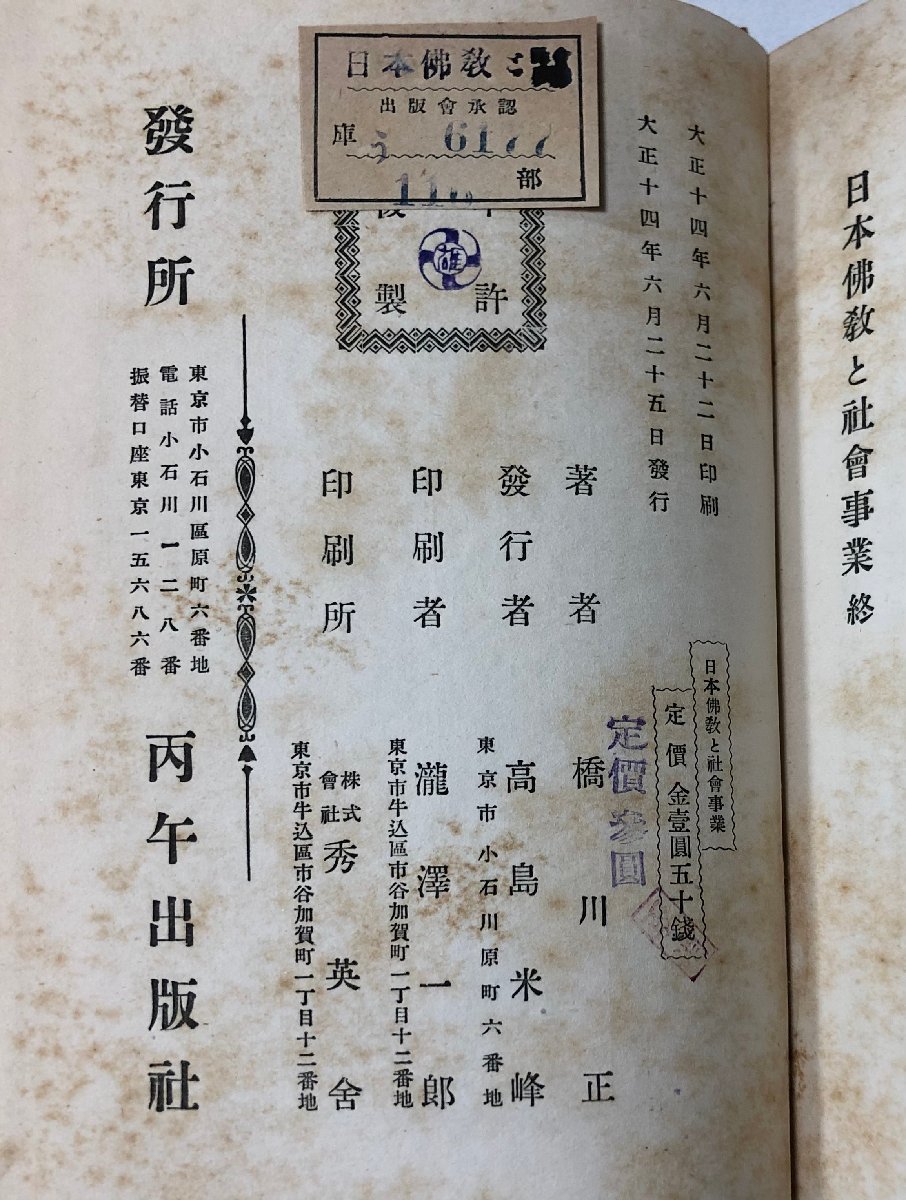 日本佛敎と社會事業 終
日本佛敎と
出版會承認
庫 う 6177
部
許
製
大正十四年六月二十二日印刷
大正十四年六月二十五日發行
日本佛敎と社會事業
定價 金壹圓五十錢
定價參圓
著者 橋川正
發行者 高島米峰
東京市小石川原町六番地
印刷者 瀧澤一郎
東京市牛込區市谷加賀町一丁目十二番地
印刷所 株式會社 秀英舍
東京市牛込區市谷加賀町一丁目十二番地
發行所 丙午出版社
東京市小石川區原町六番地
電話小石川一二八番
振替口座東京一五六八六番